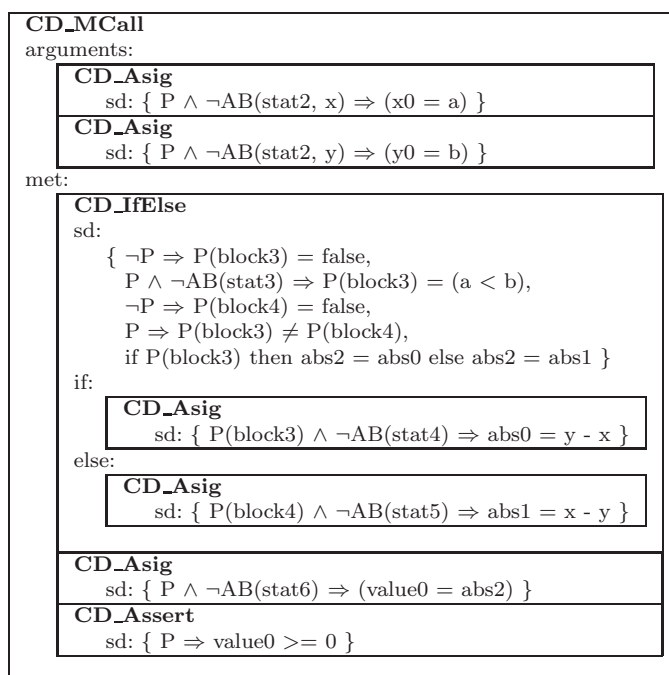 CD_MCall
arguments:
CD_Asig
sd: { P ∧ ¬AB(stat2, x) ⇒ (x0 = a) }
CD_Asig
sd: { P ∧ ¬AB(stat2, y) ⇒ (y0 = b) }
met:
CD_IfElse
sd:
{ ¬P ⇒ P(block3) = false,
P ∧ ¬AB(stat3) ⇒ P(block3) = (a < b),
¬P ⇒ P(block4) = false,
P ⇒ P(block3) ≠ P(block4),
if P(block3) then abs2 = abs0 else abs2 = abs1 }
if:
CD_Asig
sd: { P(block3) ∧ ¬AB(stat4) ⇒ abs0 = y - x }
else:
CD_Asig
sd: { P(block4) ∧ ¬AB(stat5) ⇒ abs1 = x - y }
CD_Asig
sd: { P ∧ ¬AB(stat6) ⇒ (value0 = abs2) }
CD_Assert
sd: { P ⇒ value0 >= 0 }